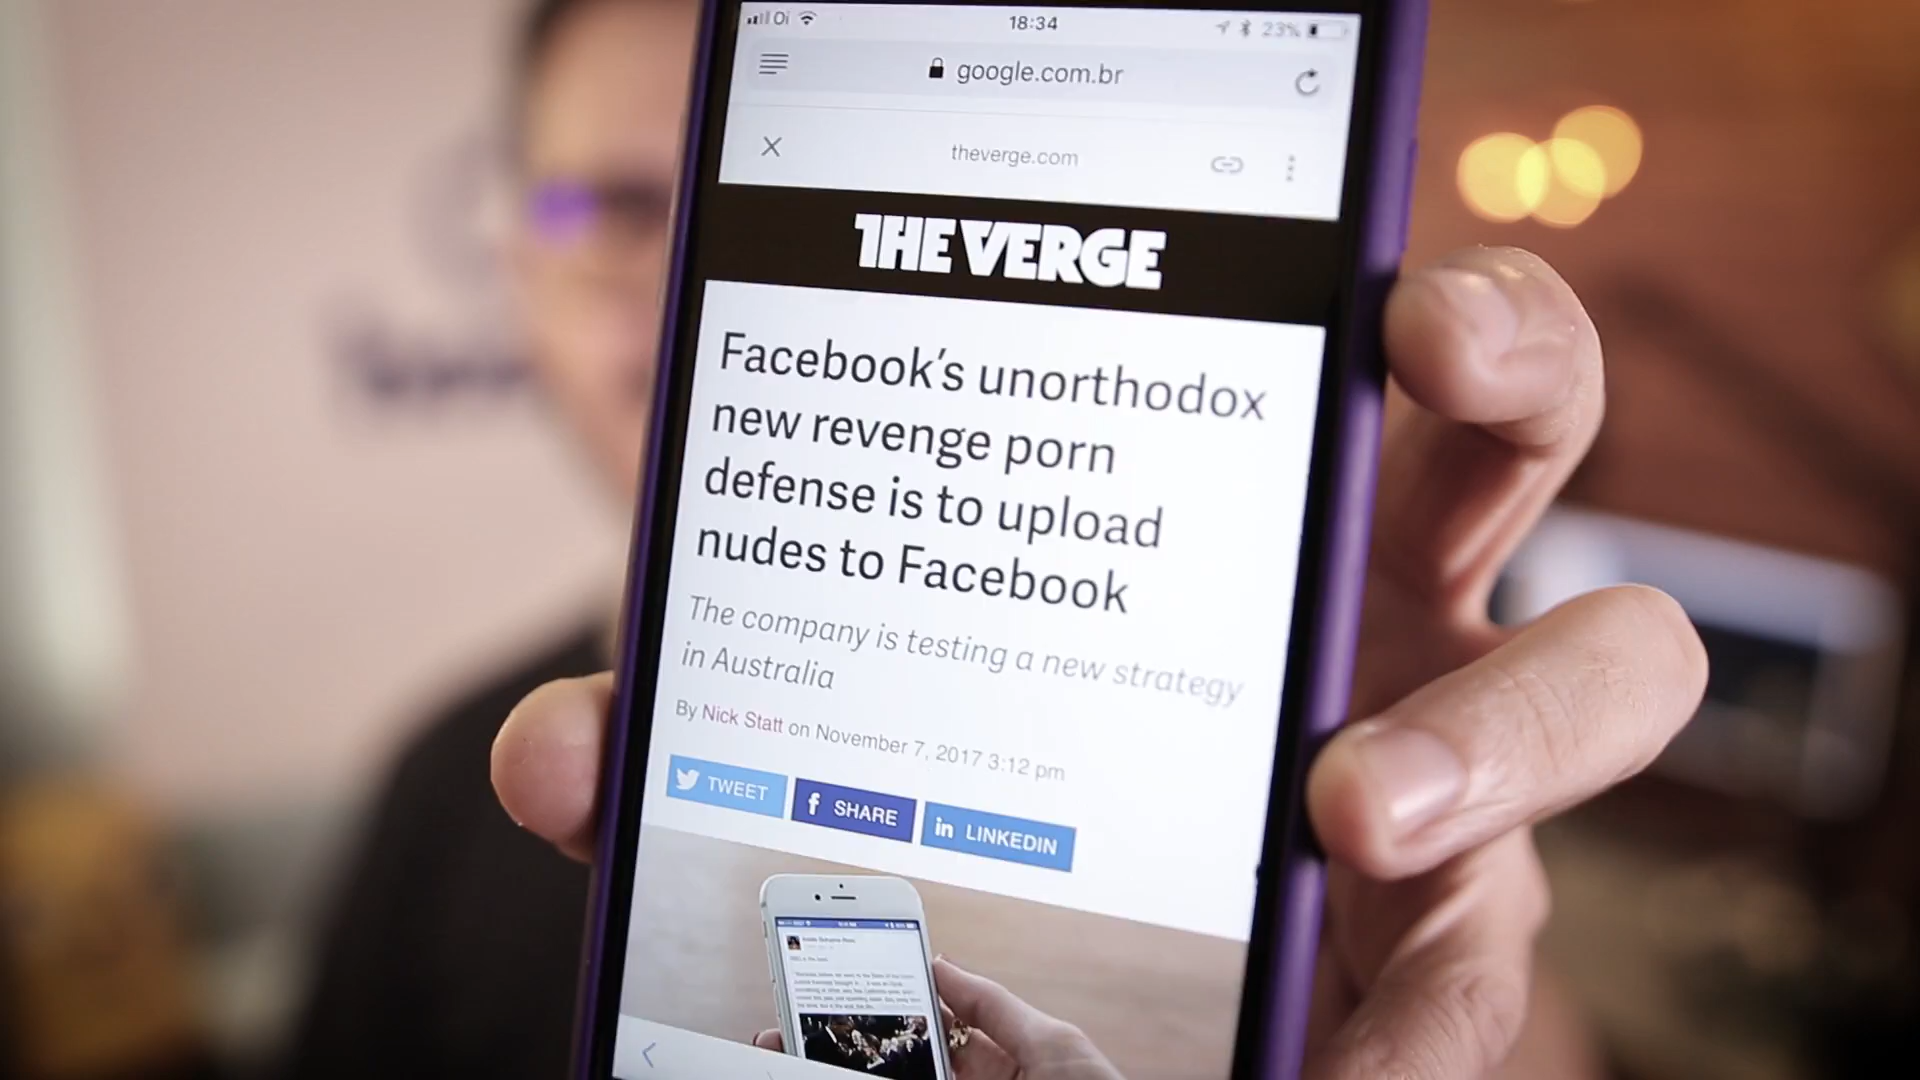 Oi 18:34 23%
google.com.br
theverge.com
THE VERGE
Facebook's unorthodox
new revenge porn
defense is to upload
nudes to Facebook
The company is testing a new strategy
in Australia
By Nick Statt on November 7, 2017 3:12 pm
TWEET SHARE LINKEDIN